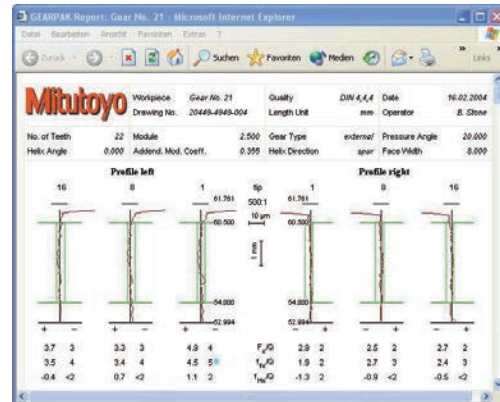 GEARPAK Report: Gear No. 21 - Microsoft Internet Explorer
Datei Bearbeiten Ansicht Favoriten Extras ?
Zurück Suchen Favoriten Medien Links
Mitutoyo
Workpiece Gear No. 21 Quality DIN 4,4,4 Date 16.02.2004
Drawing No. 20449-4949-004 Length Unit mm Operator B. Stone
No. of Teeth 22 Module 2.500 Gear Type external Pressure Angle 20.000
Helix Angle 0.000 Addend. Mod. Coeff. 0.355 Helix Direction spur Face Width 8.000
Profile left Profile right
16 8 1 tip 1 8 16
61.761 500:1 61.761
10 µm
60.500 60.500
1 mm
54.000 54.000
52.994 52.994
+ − + − + − − + − + − +
3.7 3 3.3 3 4.9 4 Fa/Q 2.9 2 2.5 2 2.7 2
3.5 4 3.4 4 4.5 5 ffa/Q 1.9 2 2.7 3 2.4 3
-0.4 <2 0.7 <2 1.1 2 fHa/Q -1.3 2 -0.9 <2 -0.5 <2